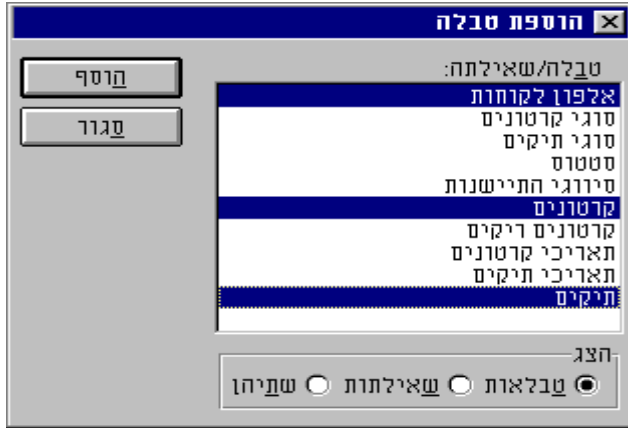 הוספת טבלה
טבלה/שאילתה:
אלפון לקוחות
סוגי קרטונים
סוגי תיקים
סטטוס
סיווגי התיישנות
קרטונים
קרטונים ריקים
תאריכי קרטונים
תאריכי תיקים
תיקים
הוסף
סגור
הצג
טבלאות שאילתות שתיהן